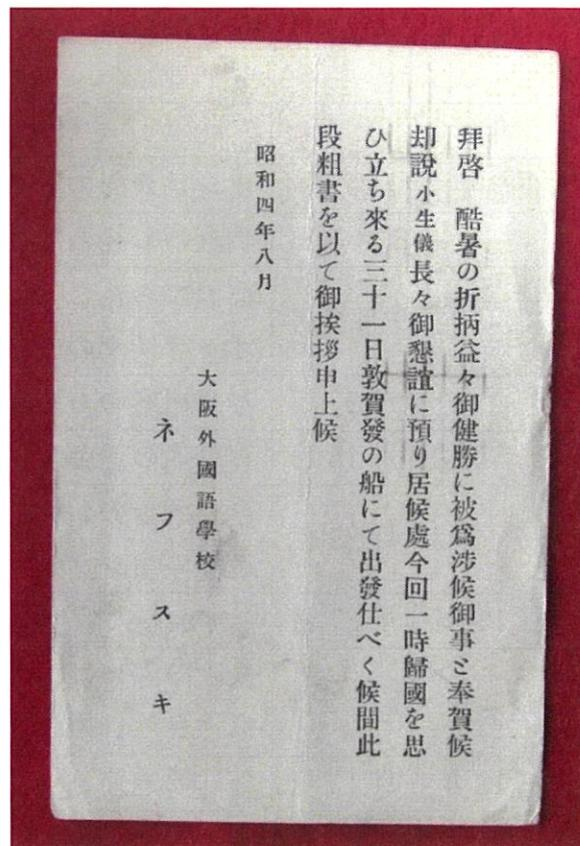 拜啓　酷暑の折柄益々御健勝に被爲涉候御事と奉賀候
却說小生儀長々御懇誼に預り居候處今回一時歸國を思
ひ立ち來る三十一日敦賀發の船にて出發仕べく候間此
段粗書を以て御挨拶申上候
昭和四年八月
大阪外國語學校
ネフスキ